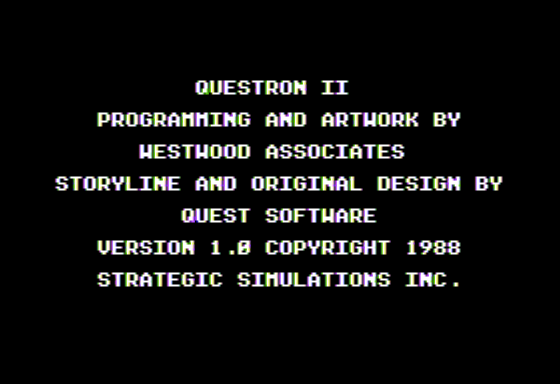 QUESTRON II
PROGRAMMING AND ARTWORK BY
WESTWOOD ASSOCIATES
STORYLINE AND ORIGINAL DESIGN BY
QUEST SOFTWARE
VERSION 1.0 COPYRIGHT 1988
STRATEGIC SIMULATIONS INC.